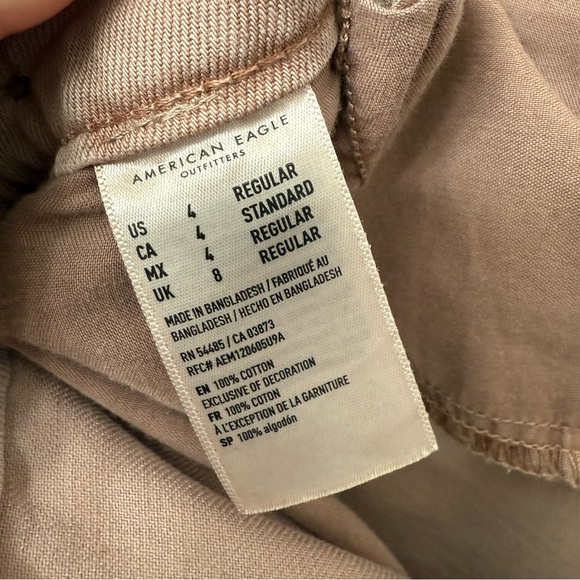 AMERICAN EAGLE
OUTFITTERS
US 4 REGULAR
CA 4 STANDARD
MX 4 REGULAR
UK 8 REGULAR
MADE IN BANGLADESH / FABRIQUÉ AU
BANGLADESH / HECHO EN BANGLADESH
RN 54485 / CA 03873
RFC# AEM120605U9A
EN 100% COTTON
EXCLUSIVE OF DECORATION
FR 100% COTON
À L'EXCEPTION DE LA GARNITURE
SP 100% algodón